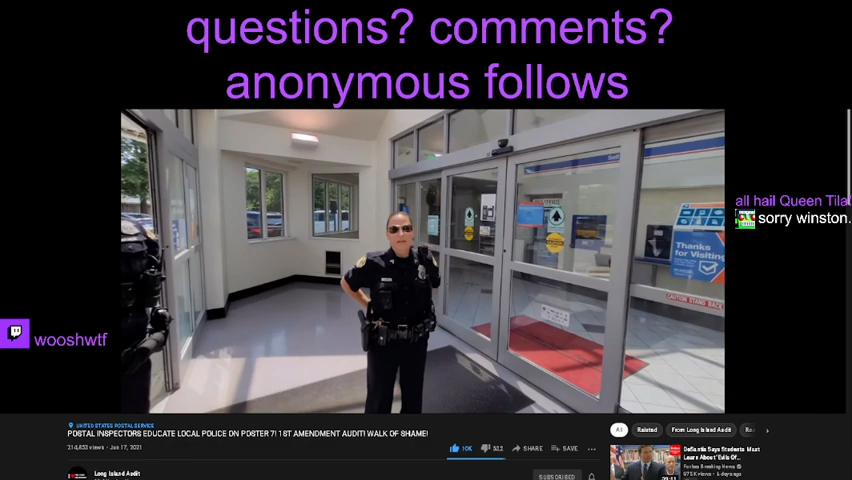 questions? comments?
anonymous follows
all hail Queen Tila
sorry winston.
Thanks for
Visiting
CAUTION STAND BACK
wooshwtf
UNITED STATES POSTAL SERVICE
POSTAL INSPECTORS EDUCATE LOCAL POLICE ON POSTER 7! 1ST AMENDMENT AUDIT! WALK OF SHAME!
214,853 views • Jun 17, 2021
10K
512
SHARE
SAVE
Long Island Audit
SUBSCRIBED
All
Related
From Long Island Audit
DeSantis Says Students Must
Learn About 'Evils Of...
Forbes Breaking News